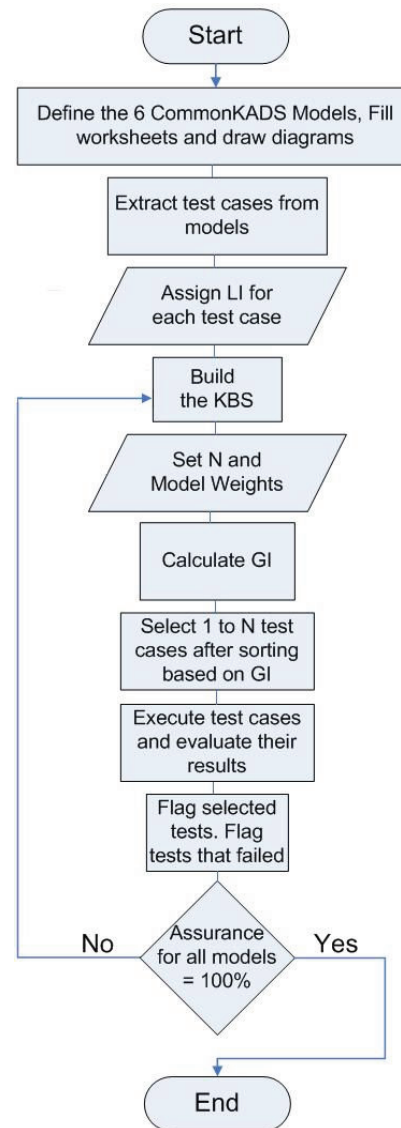 Start
Define the 6 CommonKADS Models, Fill
worksheets and draw diagrams
Extract test cases from
models
Assign LI for
each test case
Build
the KBS
Set N and
Model Weights
Calculate GI
Select 1 to N test
cases after sorting
based on GI
Execute test cases
and evaluate their
results
Flag selected
tests. Flag
tests that failed
No
Assurance
for all models
= 100%
Yes
End